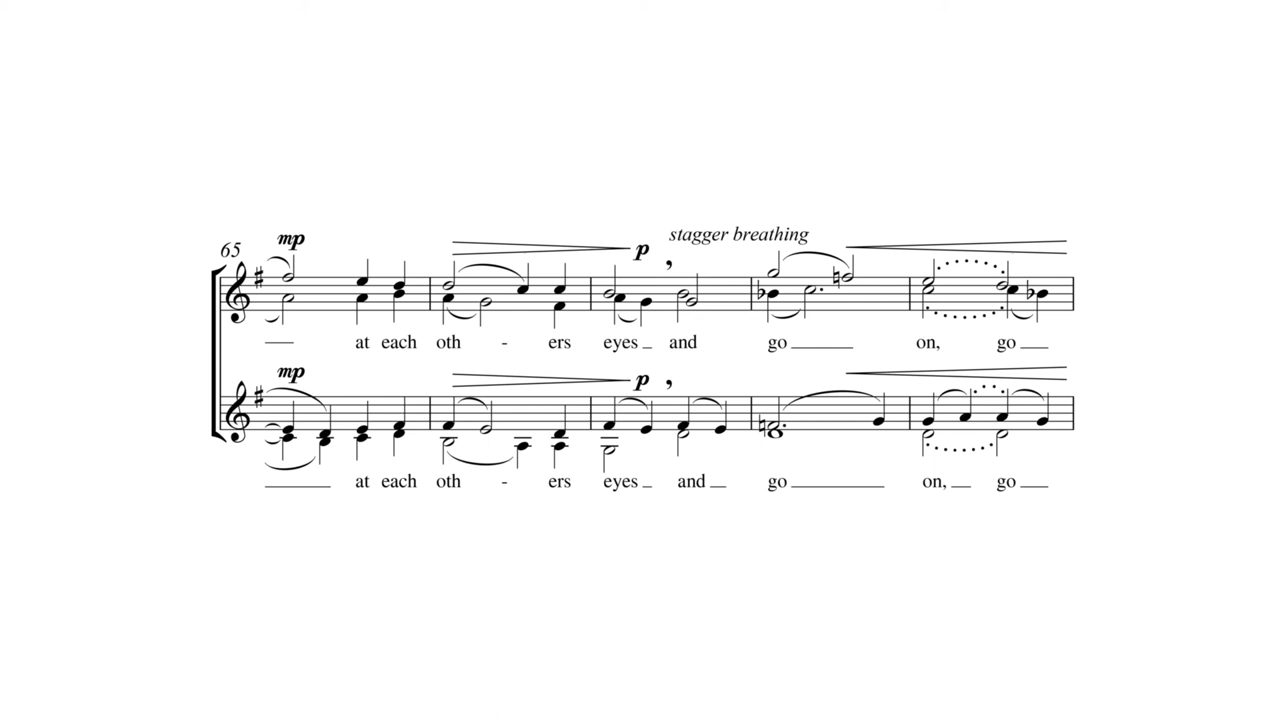 stagger breathing
65 mp p
at each oth - ers eyes and go on, go
mp p
at each oth - ers eyes and go on, go